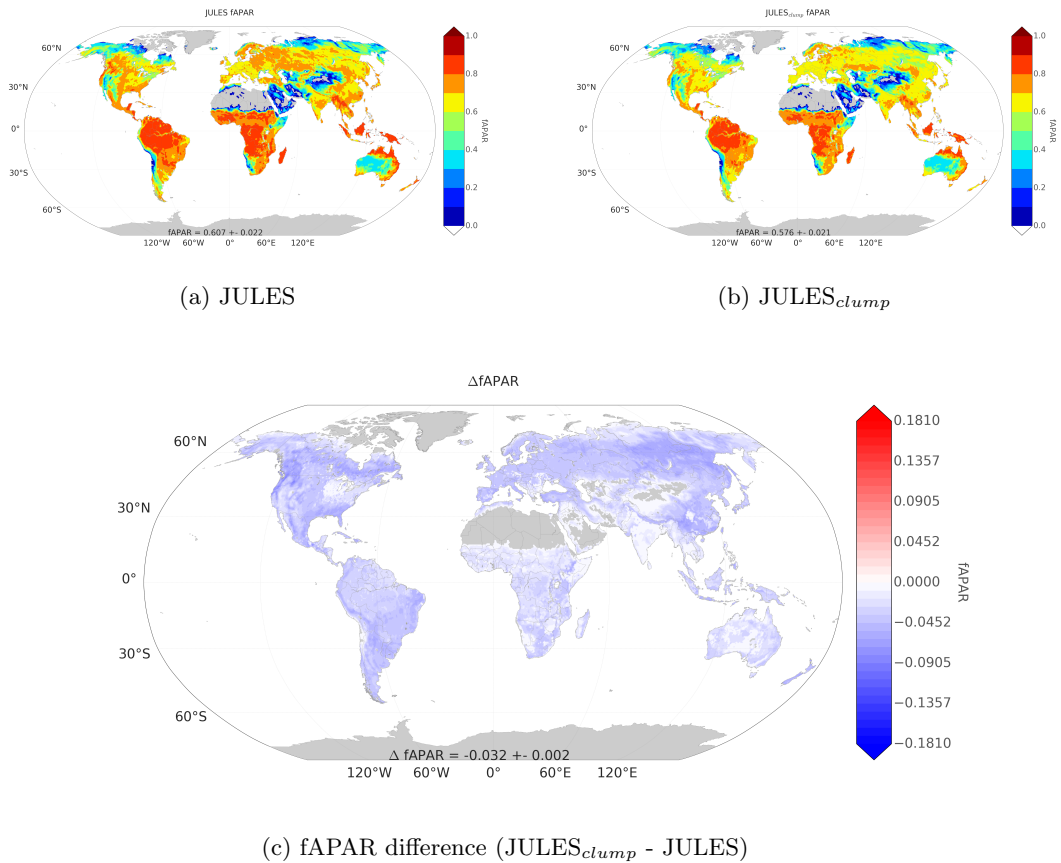 JULES fAPAR
60°N
30°N
0°
30°S
60°S
fAPAR = 0.607 +- 0.022
120°W 60°W 0° 60°E 120°E
1.0
0.8
0.6
0.4
0.2
0.0
fAPAR
(a) JULES
JULESclump fAPAR
60°N
30°N
0°
30°S
60°S
fAPAR = 0.576 +- 0.021
120°W 60°W 0° 60°E 120°E
1.0
0.8
0.6
0.4
0.2
0.0
fAPAR
(b) JULESclump
ΔfAPAR
60°N
30°N
0°
30°S
60°S
Δ fAPAR = -0.032 +- 0.002
120°W 60°W 0° 60°E 120°E
0.1810
0.1357
0.0905
0.0452
0.0000
−0.0452
−0.0905
−0.1357
−0.1810
fAPAR
(c) fAPAR difference (JULESclump - JULES)